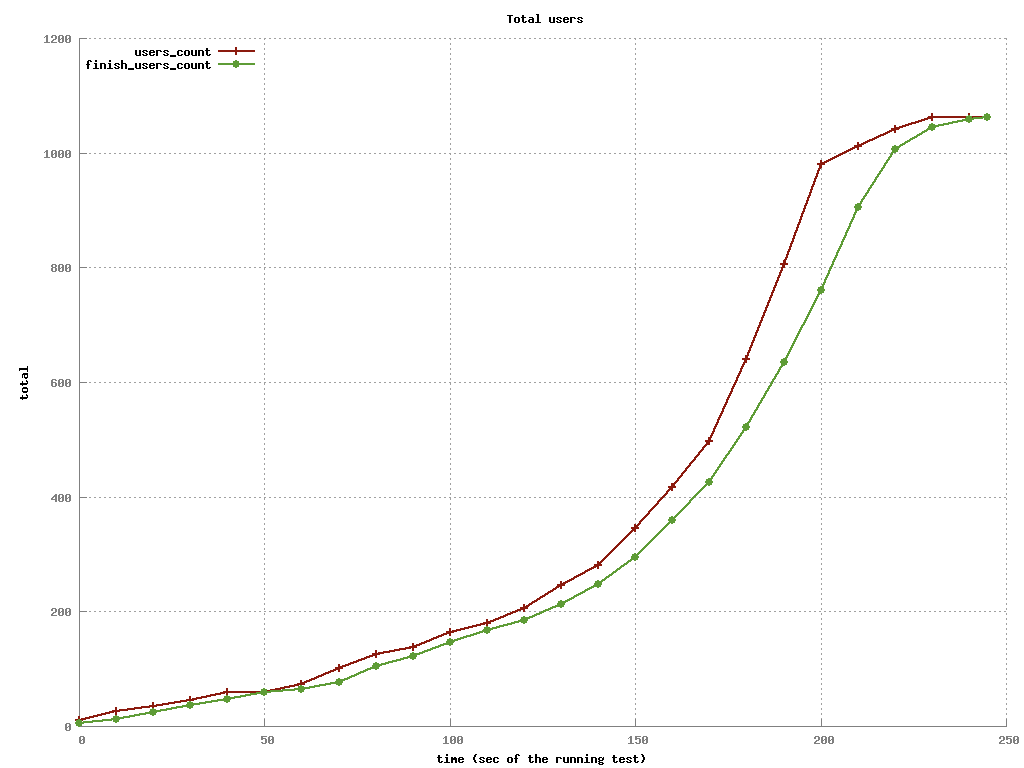 Total users
1200
users_count
finish_users_count
1000
800
total
600
400
200
0
0 50 100 150 200 250
time (sec of the running test)